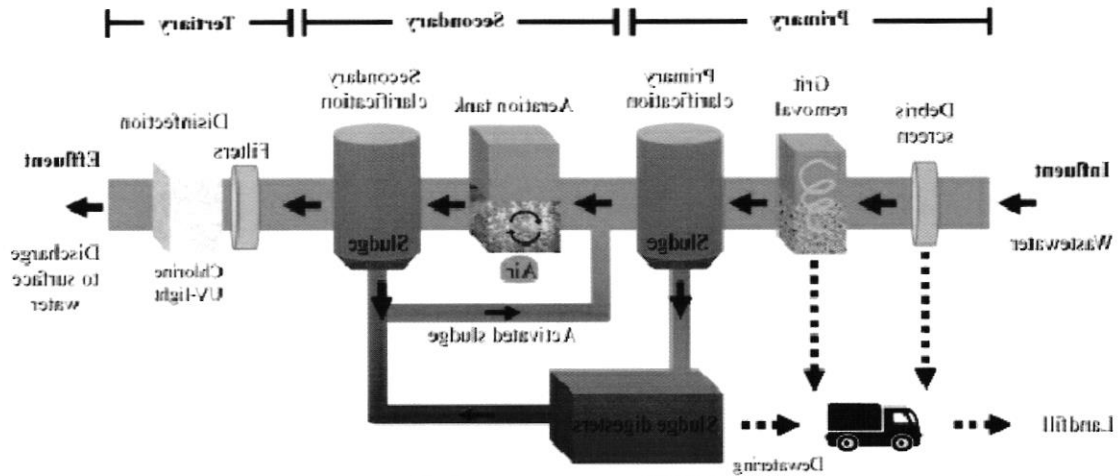 Primary
Secondary
Tertiary
Debris
screen
Grit
removal
Primary
clarification
Aeration tank
Secondary
clarification
Disinfection
Filters
Influent
Wastewater
Effluent
Discharge
to surface
water
Chlorine
UV-light
Sludge
Air
Sludge
Activated sludge
Sludge digesters
Dewatering
Landfill